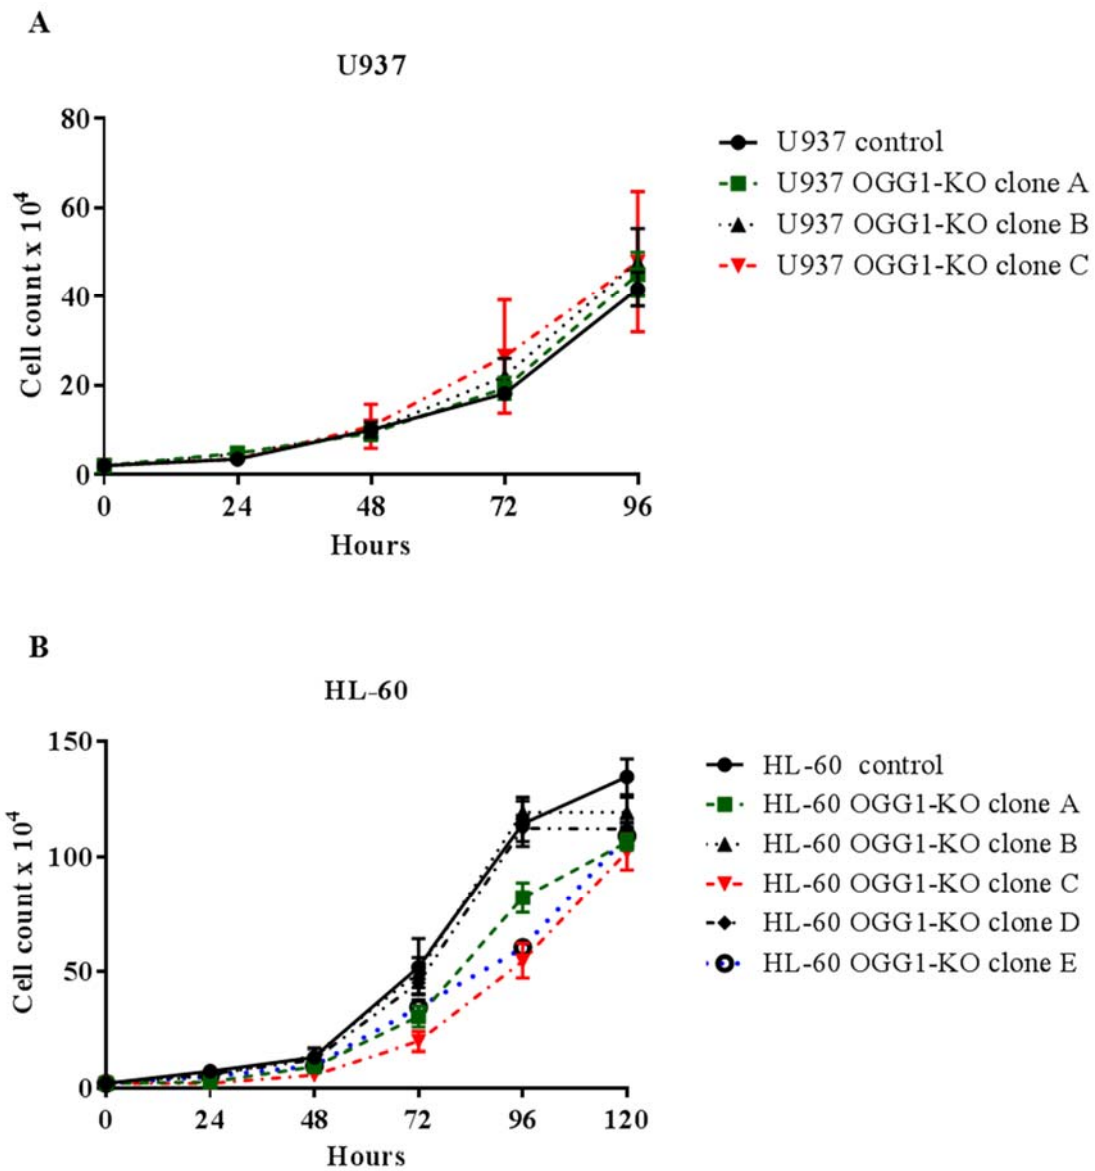 A
U937
80
60
40
20
0
Cell count x 10⁴
0 24 48 72 96
Hours
U937 control
U937 OGG1-KO clone A
U937 OGG1-KO clone B
U937 OGG1-KO clone C
B
HL-60
150
100
50
0
Cell count x 10⁴
0 24 48 72 96 120
Hours
HL-60 control
HL-60 OGG1-KO clone A
HL-60 OGG1-KO clone B
HL-60 OGG1-KO clone C
HL-60 OGG1-KO clone D
HL-60 OGG1-KO clone E